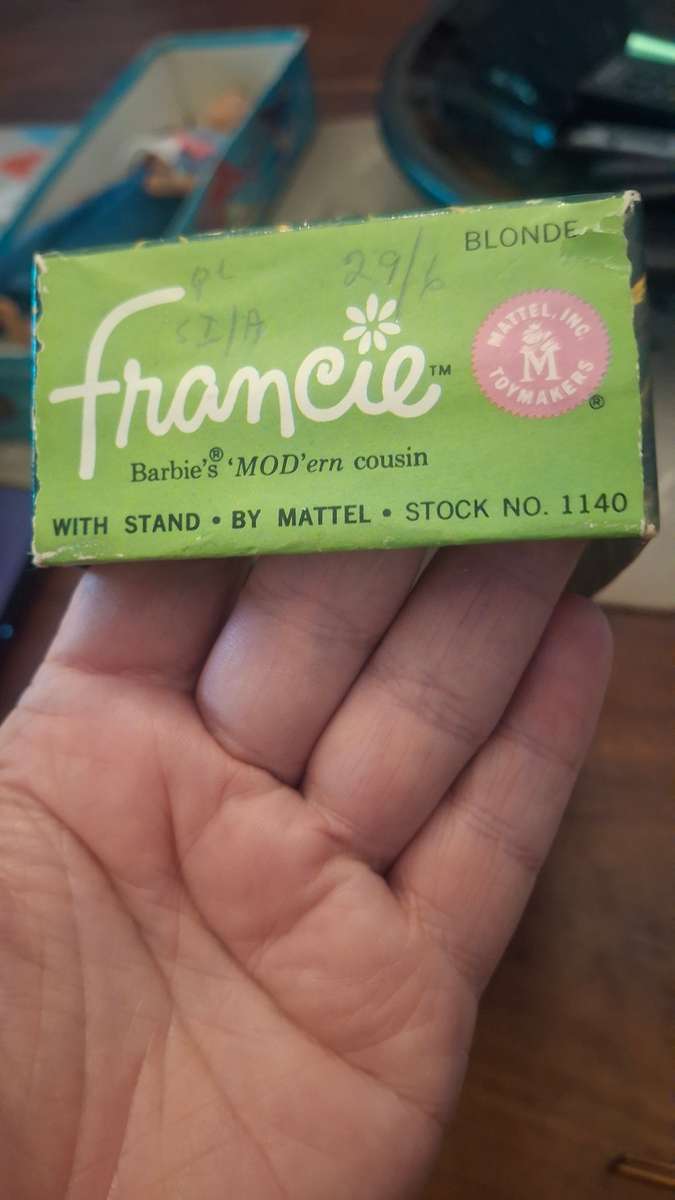 BLONDE
29/6
francie™
MATTEL, INC.
M
TOYMAKERS
®
Barbie's® 'MOD'ern cousin
WITH STAND • BY MATTEL • STOCK NO. 1140